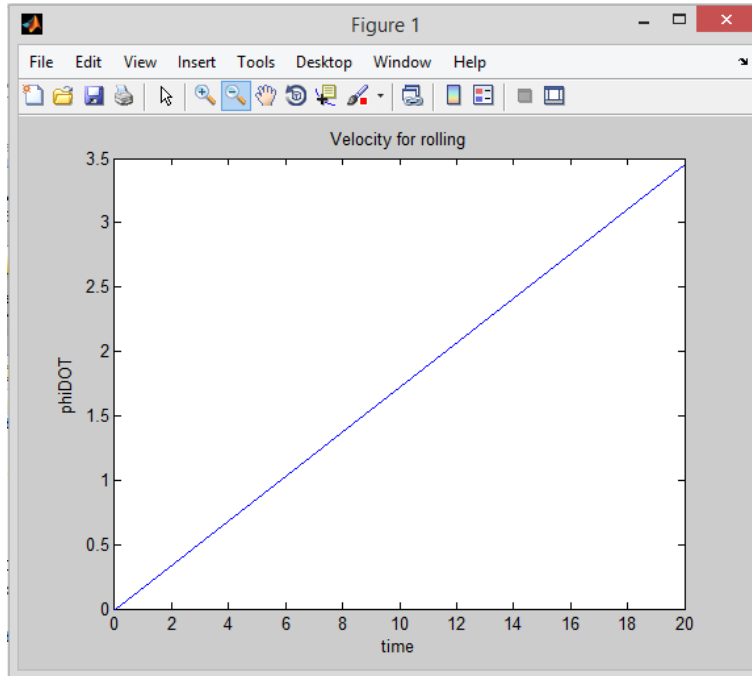 Figure 1
File Edit View Insert Tools Desktop Window Help
Velocity for rolling
3.5
3
2.5
2
1.5
1
0.5
0
phiDOT
0 2 4 6 8 10 12 14 16 18 20
time